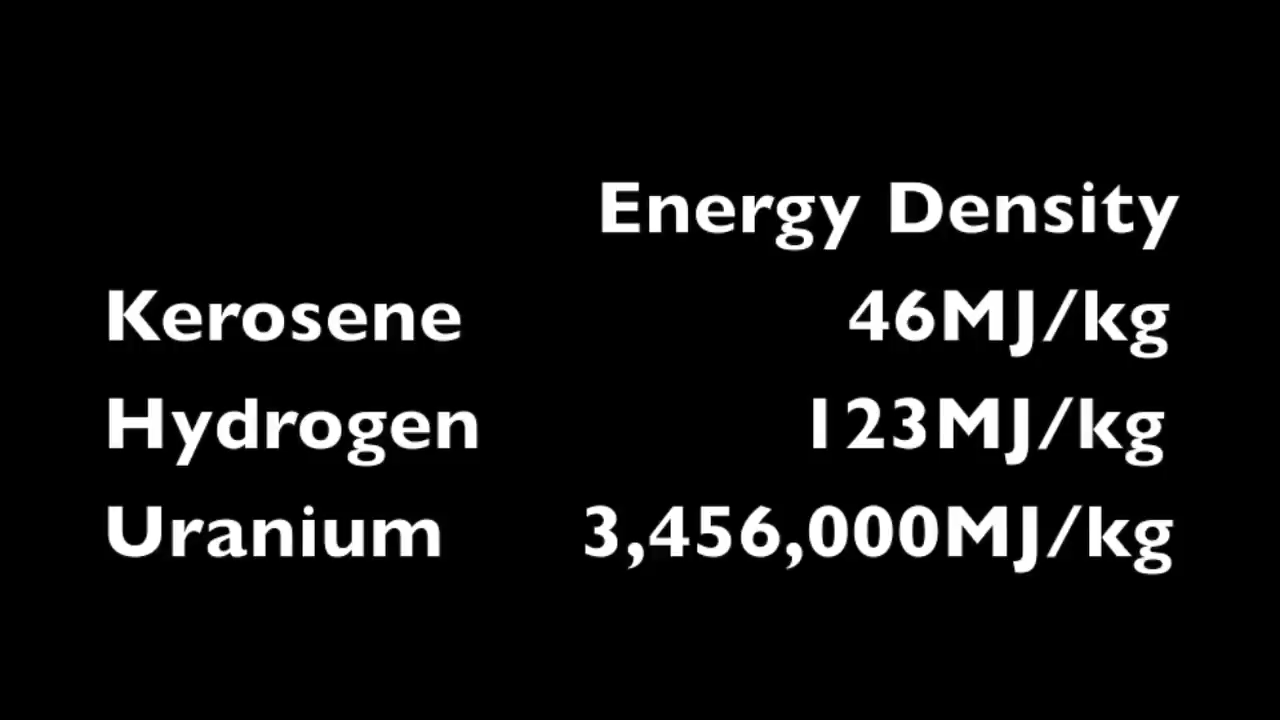 Energy Density
Kerosene 46MJ/kg
Hydrogen 123MJ/kg
Uranium 3,456,000MJ/kg